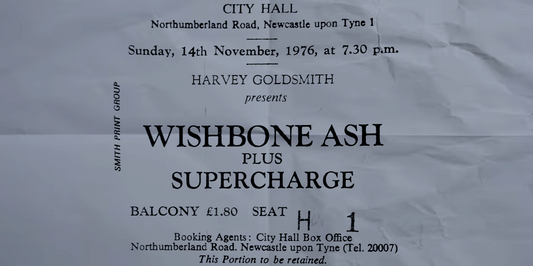 CITY HALL
Northumberland Road, Newcastle upon Tyne 1
Sunday, 14th November, 1976, at 7.30 p.m.
HARVEY GOLDSMITH
presents
SMITH PRINT GROUP
WISHBONE ASH
PLUS
SUPERCHARGE
BALCONY £1.80 SEAT H 1
Booking Agents: City Hall Box Office
Northumberland Road. Newcastle upon Tyne (Tel. 20007)
This Portion to be retained.